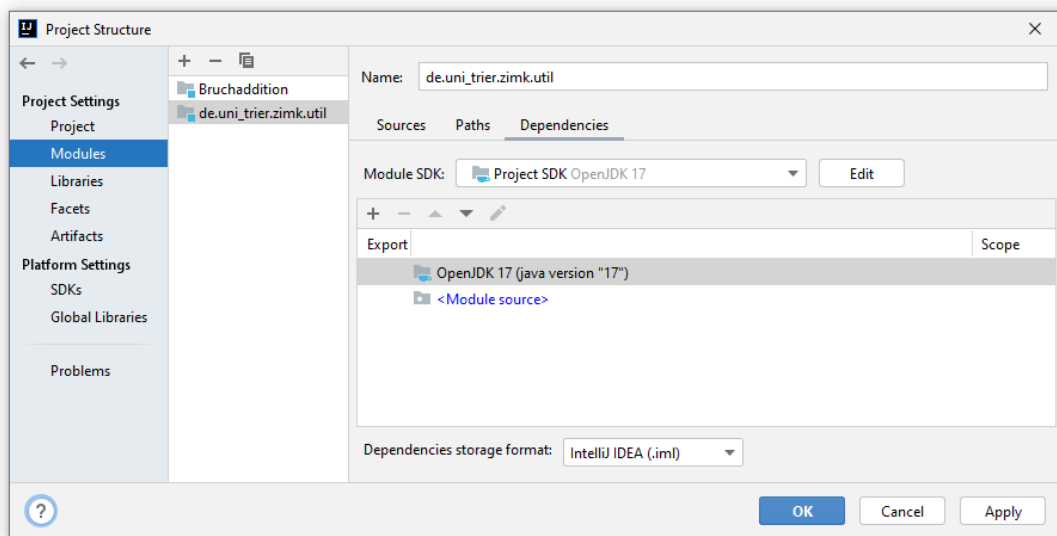 Project Structure
Project Settings
Project
Modules
Libraries
Facets
Artifacts
Platform Settings
SDKs
Global Libraries
Problems
Bruchaddition
de.uni_trier.zimk.util
Name: de.uni_trier.zimk.util
Sources Paths Dependencies
Module SDK: Project SDK OpenJDK 17 Edit
Export Scope
OpenJDK 17 (java version "17")
<Module source>
Dependencies storage format: IntelliJ IDEA (.iml)
? OK Cancel Apply